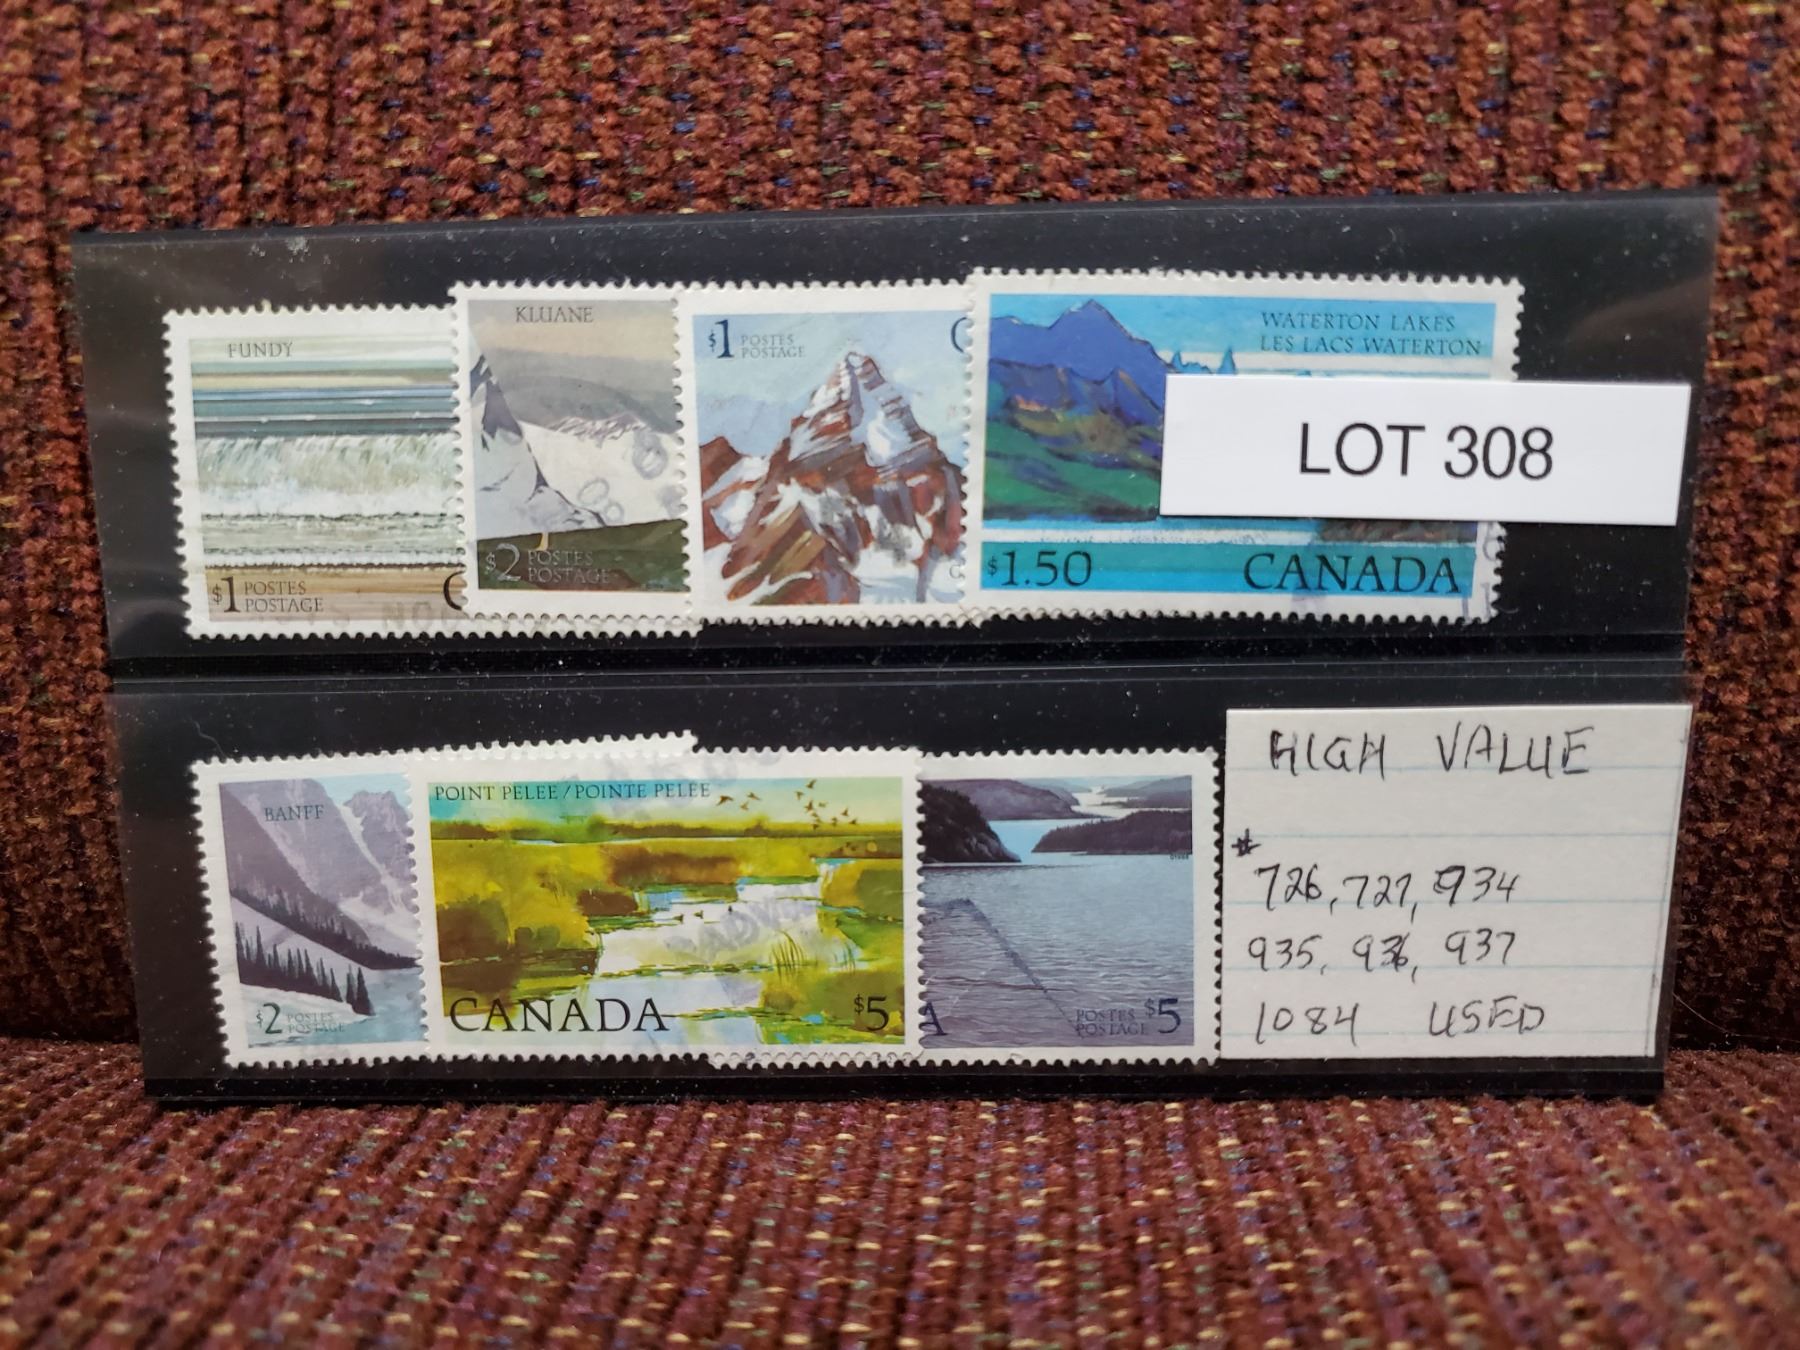 FUNDY
$1 POSTES
POSTAGE
KLUANE
$2 POSTES
POSTAGE
$1 POSTES
POSTAGE
WATERTON LAKES
LES LACS WATERTON
$1.50 CANADA
LOT 308
BANFF
$2 POSTES
POSTAGE
POINT PELEE / POINTE PELEE
CANADA $5
A
POSTES
POSTAGE $5
HIGH VALUE
#
726, 727, 934
935, 936, 937
1084 USED